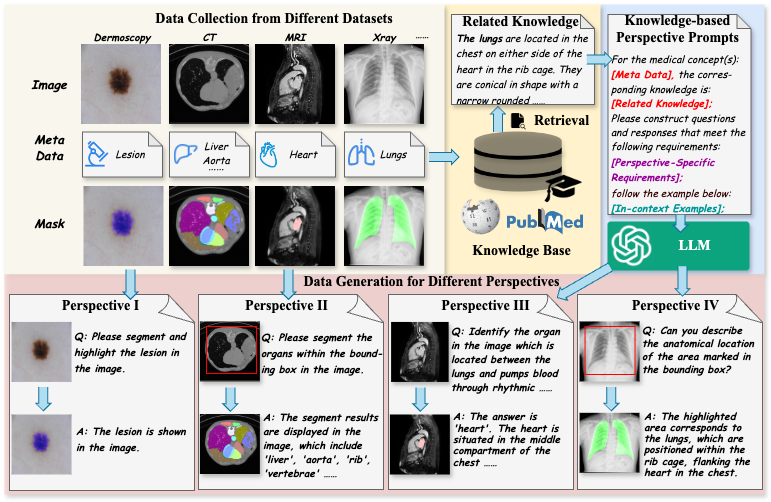 Data Collection from Different Datasets
Dermoscopy
CT
MRI
Xray
......
Image
Meta
Data
Lesion
Liver
Aorta
......
Heart
Lungs
Mask
Related Knowledge
The lungs are located in the
chest on either side of the
heart in the rib cage. They
are conical in shape with a
narrow rounded ......
Retrieval
PubMed
Knowledge Base
Knowledge-based
Perspective Prompts
For the medical concept(s):
[Meta Data], the corres-
ponding knowledge is:
[Related Knowledge];
Please construct questions
and responses that meet the
following requirements:
[Perspective-Specific
Requirements];
follow the example below:
[In-context Examples];
LLM
Data Generation for Different Perspectives
Perspective I
Q: Please segment and
highlight the lesion in
the image.
A: The lesion is shown
in the image.
Perspective II
Q: Please segment the
organs within the bound-
ing box in the image.
A: The segment results
are displayed in the
image, which include
'liver', 'aorta', 'rib',
'vertebrae' ......
Perspective III
Q: Identify the organ
in the image which is
located between the
lungs and pumps blood
through rhythmic ......
A: The answer is
'heart'. The heart is
situated in the middle
compartment of the
chest ......
Perspective IV
Q: Can you describe
the anatomical location
of the area marked in
the bounding box?
A: The highlighted
area corresponds to
the lungs, which are
positioned within the
rib cage, flanking the
heart in the chest.